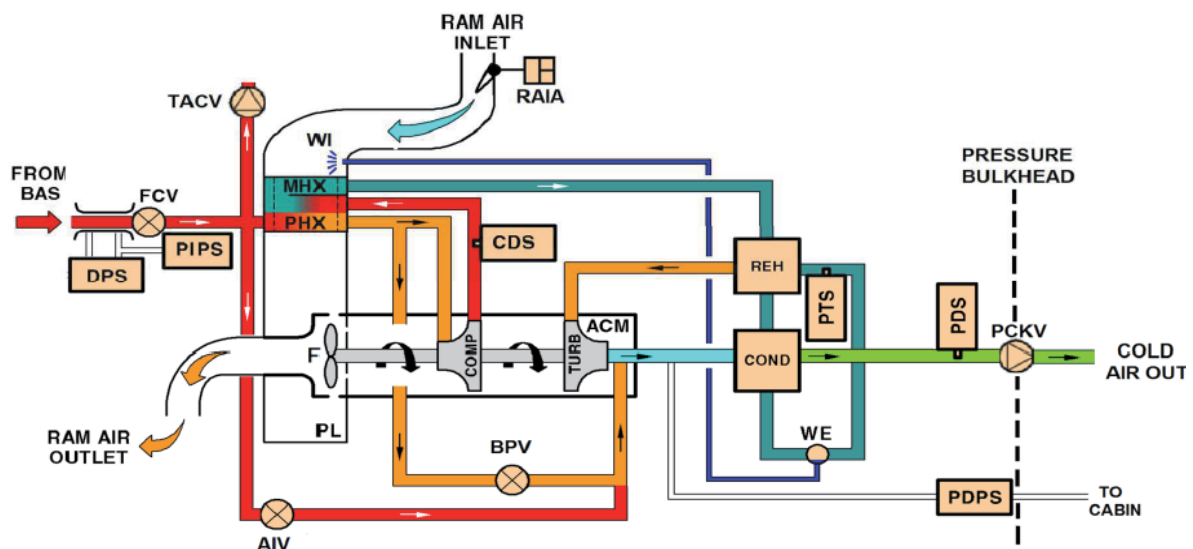 RAM AIR
INLET
RAIA
TACV
WI
FROM
BAS
FCV
MHX
PHX
PIPS
DPS
CDS
PRESSURE
BULKHEAD
REH
PTS
PDS
PCKV
ACM
F
COMP
TURB
COND
COLD
AIR OUT
RAM AIR
OUTLET
PL
BPV
WE
PDPS
TO
CABIN
AIV